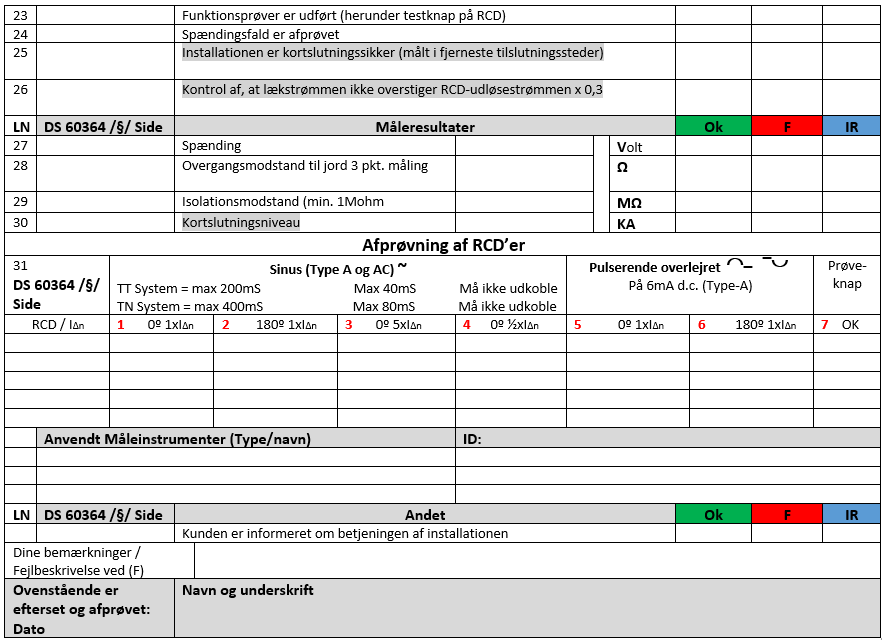 23 Funktionsprøver er udført (herunder testknap på RCD)
24 Spændingsfald er afprøvet
25 Installationen er kortslutningssikker (målt i fjerneste tilslutningssteder)
26 Kontrol af, at lækstrømmen ikke overstiger RCD-udløsestrømmen x 0,3
LN DS 60364 /§/ Side Måleresultater Ok F IR
27 Spænding Volt
28 Overgangsmodstand til jord 3 pkt. måling Ω
29 Isolationsmodstand (min. 1Mohm MΩ
30 Kortslutningsniveau KA
Afprøvning af RCD'er
31 Sinus (Type A og AC) ~ Pulserende overlejret Prøve-
DS 60364 /§/ TT System = max 200mS Max 40mS Må ikke udkoble På 6mA d.c. (Type-A) knap
Side TN System = max 400mS Max 80mS Må ikke udkoble
RCD / I∆n 1 0º 1xI∆n 2 180º 1xI∆n 3 0º 5xI∆n 4 0º ½xI∆n 5 0º 1xI∆n 6 180º 1xI∆n 7 OK
Anvendt Måleinstrumenter (Type/navn) ID:
LN DS 60364 /§/ Side Andet Ok F IR
Kunden er informeret om betjeningen af installationen
Dine bemærkninger /
Fejlbeskrivelse ved (F)
Ovenstående er Navn og underskrift
efterset og afprøvet:
Dato